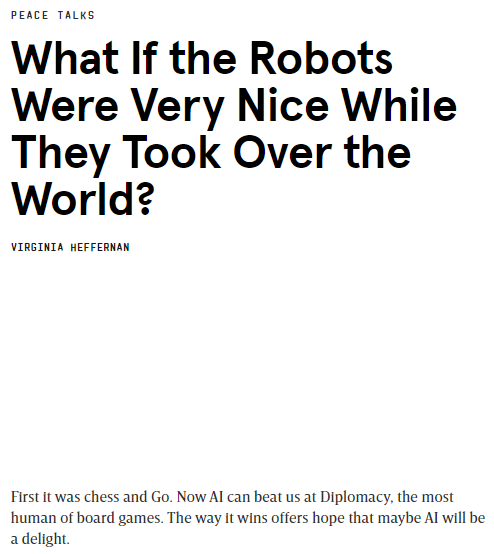 PEACE TALKS
What If the Robots
Were Very Nice While
They Took Over the
World?
VIRGINIA HEFFERNAN
First it was chess and Go. Now AI can beat us at Diplomacy, the most
human of board games. The way it wins offers hope that maybe AI will be
a delight.